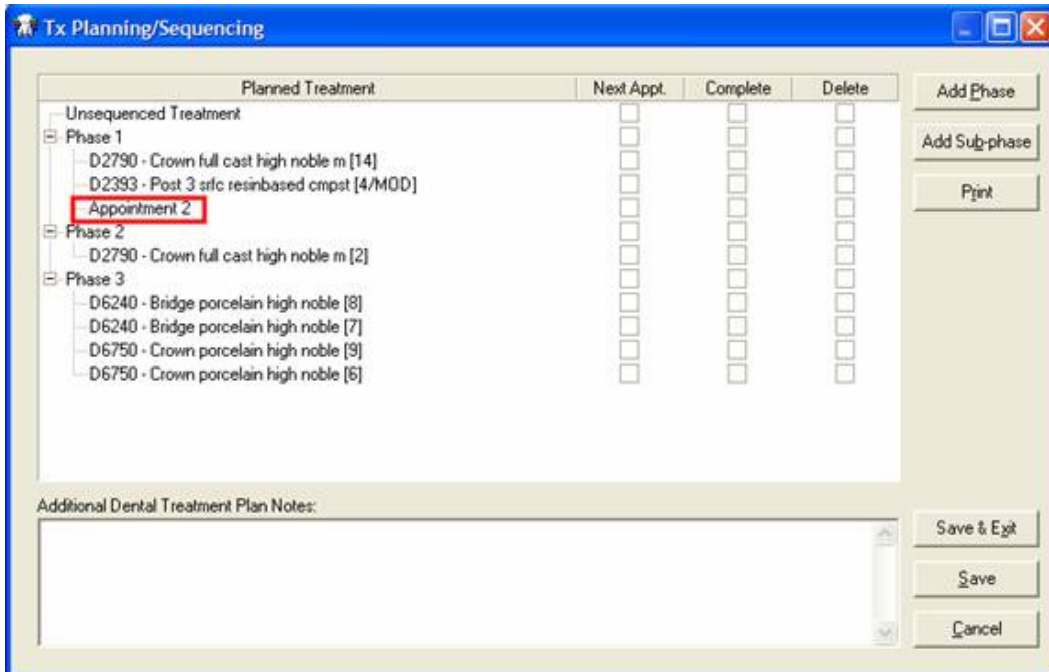 Tx Planning/Sequencing
Planned Treatment Next Appt. Complete Delete
Add Phase
Unsequenced Treatment
Phase 1
Add Sub-phase
D2790 - Crown full cast high noble m [14]
D2393 - Post 3 srfc resinbased cmpst [4/MOD]
Print
Appointment 2
Phase 2
D2790 - Crown full cast high noble m [2]
Phase 3
D6240 - Bridge porcelain high noble [8]
D6240 - Bridge porcelain high noble [7]
D6750 - Crown porcelain high noble [9]
D6750 - Crown porcelain high noble [6]
Additional Dental Treatment Plan Notes:
Save & Exit
Save
Cancel